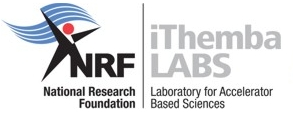 NRF
National Research
Foundation
iThemba
LABS
Laboratory for Accelerator
Based Sciences